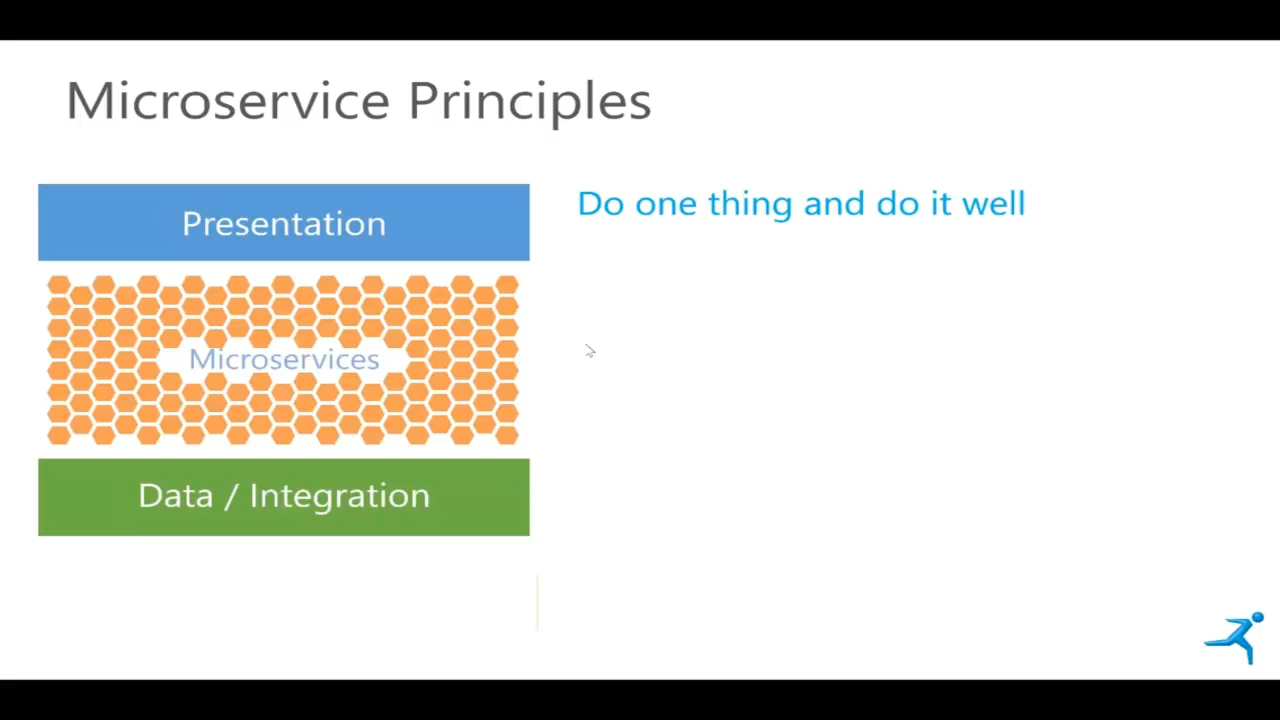 Microservice Principles
Presentation
Do one thing and do it well
Microservices
Data / Integration